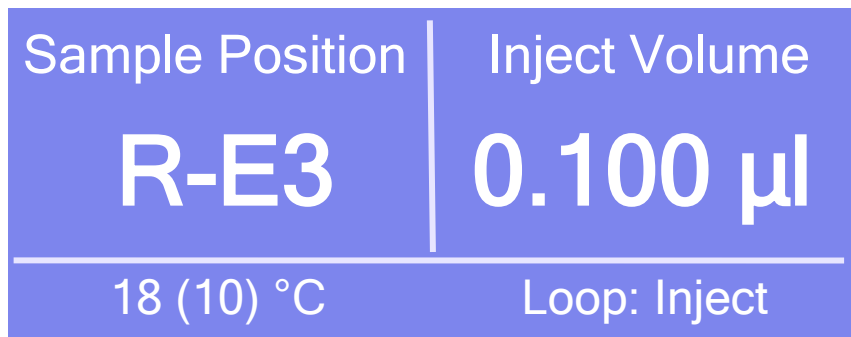 Sample Position
Inject Volume
R-E3
0.100 µl
18 (10) °C
Loop: Inject